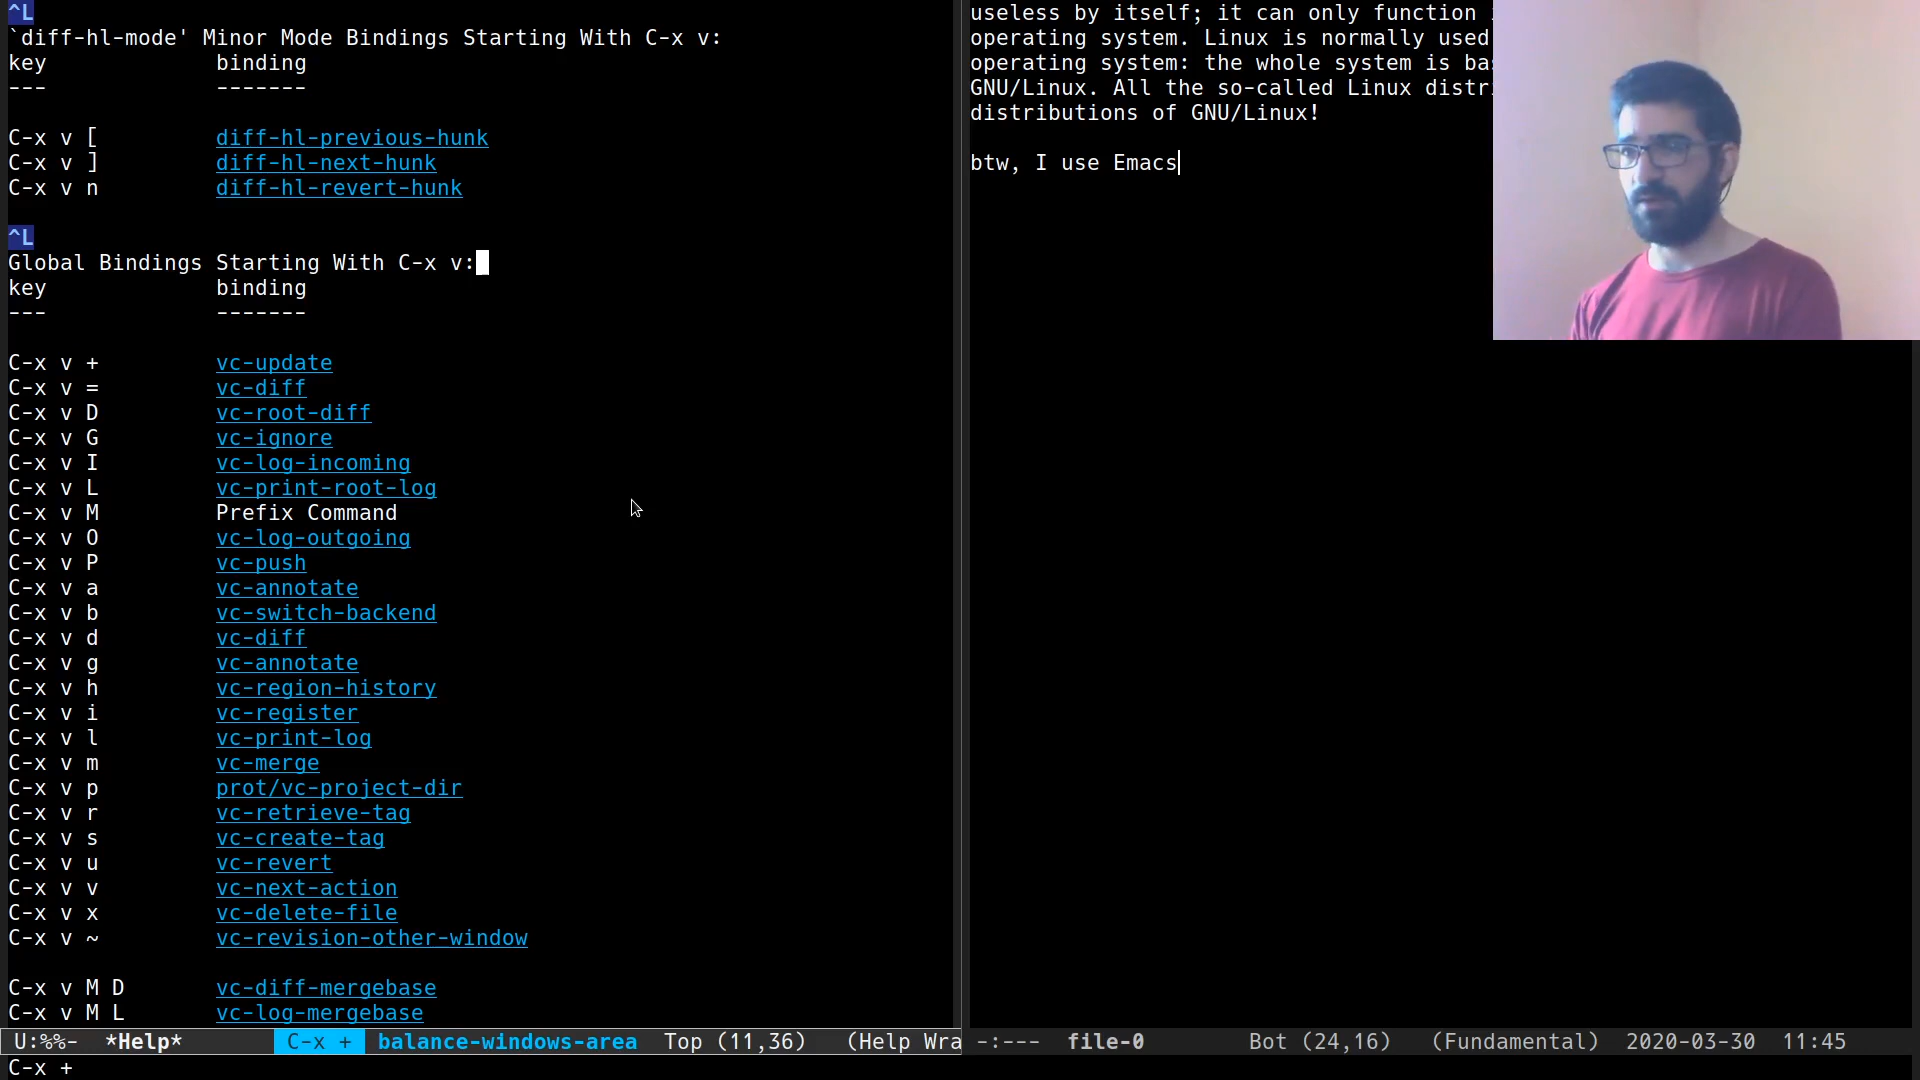 ^L
`diff-hl-mode' Minor Mode Bindings Starting With C-x v:
key             binding
---             -------
C-x v [         diff-hl-previous-hunk
C-x v ]         diff-hl-next-hunk
C-x v n         diff-hl-revert-hunk
^L
Global Bindings Starting With C-x v:
key             binding
---             -------
C-x v +         vc-update
C-x v =         vc-diff
C-x v D         vc-root-diff
C-x v G         vc-ignore
C-x v I         vc-log-incoming
C-x v L         vc-print-root-log
C-x v M         Prefix Command
C-x v O         vc-log-outgoing
C-x v P         vc-push
C-x v a         vc-annotate
C-x v b         vc-switch-backend
C-x v d         vc-diff
C-x v g         vc-annotate
C-x v h         vc-region-history
C-x v i         vc-register
C-x v l         vc-print-log
C-x v m         vc-merge
C-x v p         prot/vc-project-dir
C-x v r         vc-retrieve-tag
C-x v s         vc-create-tag
C-x v u         vc-revert
C-x v v         vc-next-action
C-x v x         vc-delete-file
C-x v ~         vc-revision-other-window
C-x v M D       vc-diff-mergebase
C-x v M L       vc-log-mergebase
U:%%-  *Help*       C-x +  balance-windows-area  Top (11,36)   (Help Wra
C-x +
useless by itself; it can only function
operating system. Linux is normally used
operating system: the whole system is
GNU/Linux. All the so-called Linux
distributions of GNU/Linux!
btw, I use Emacs
-:---  file-0        Bot (24,16)   (Fundamental)  2020-03-30  11:45